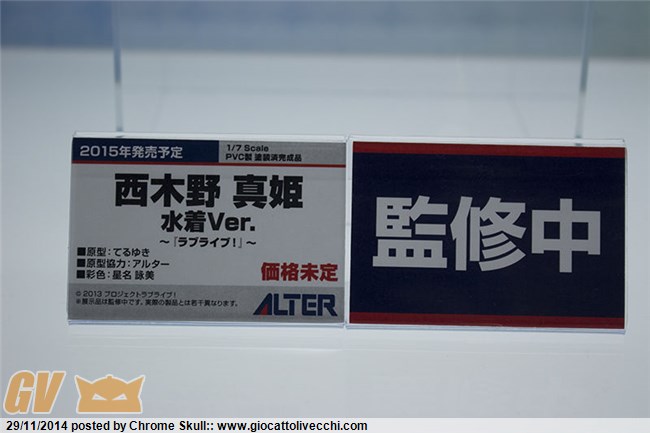 2015年発売予定
1/7 Scale
PVC製 塗装済完成品
西木野 真姫
水着Ver.
～『ラブライブ！』～
■原型：てるゆき
■原型協力：アルター
■彩色：星名 詠美
価格未定
©2013 プロジェクトラブライブ！
※展示品は監修中です。実際の製品とは若干異なります。
ALTER
監修中
GV
29/11/2014 posted by Chrome Skull:: www.giocattolivecchi.com